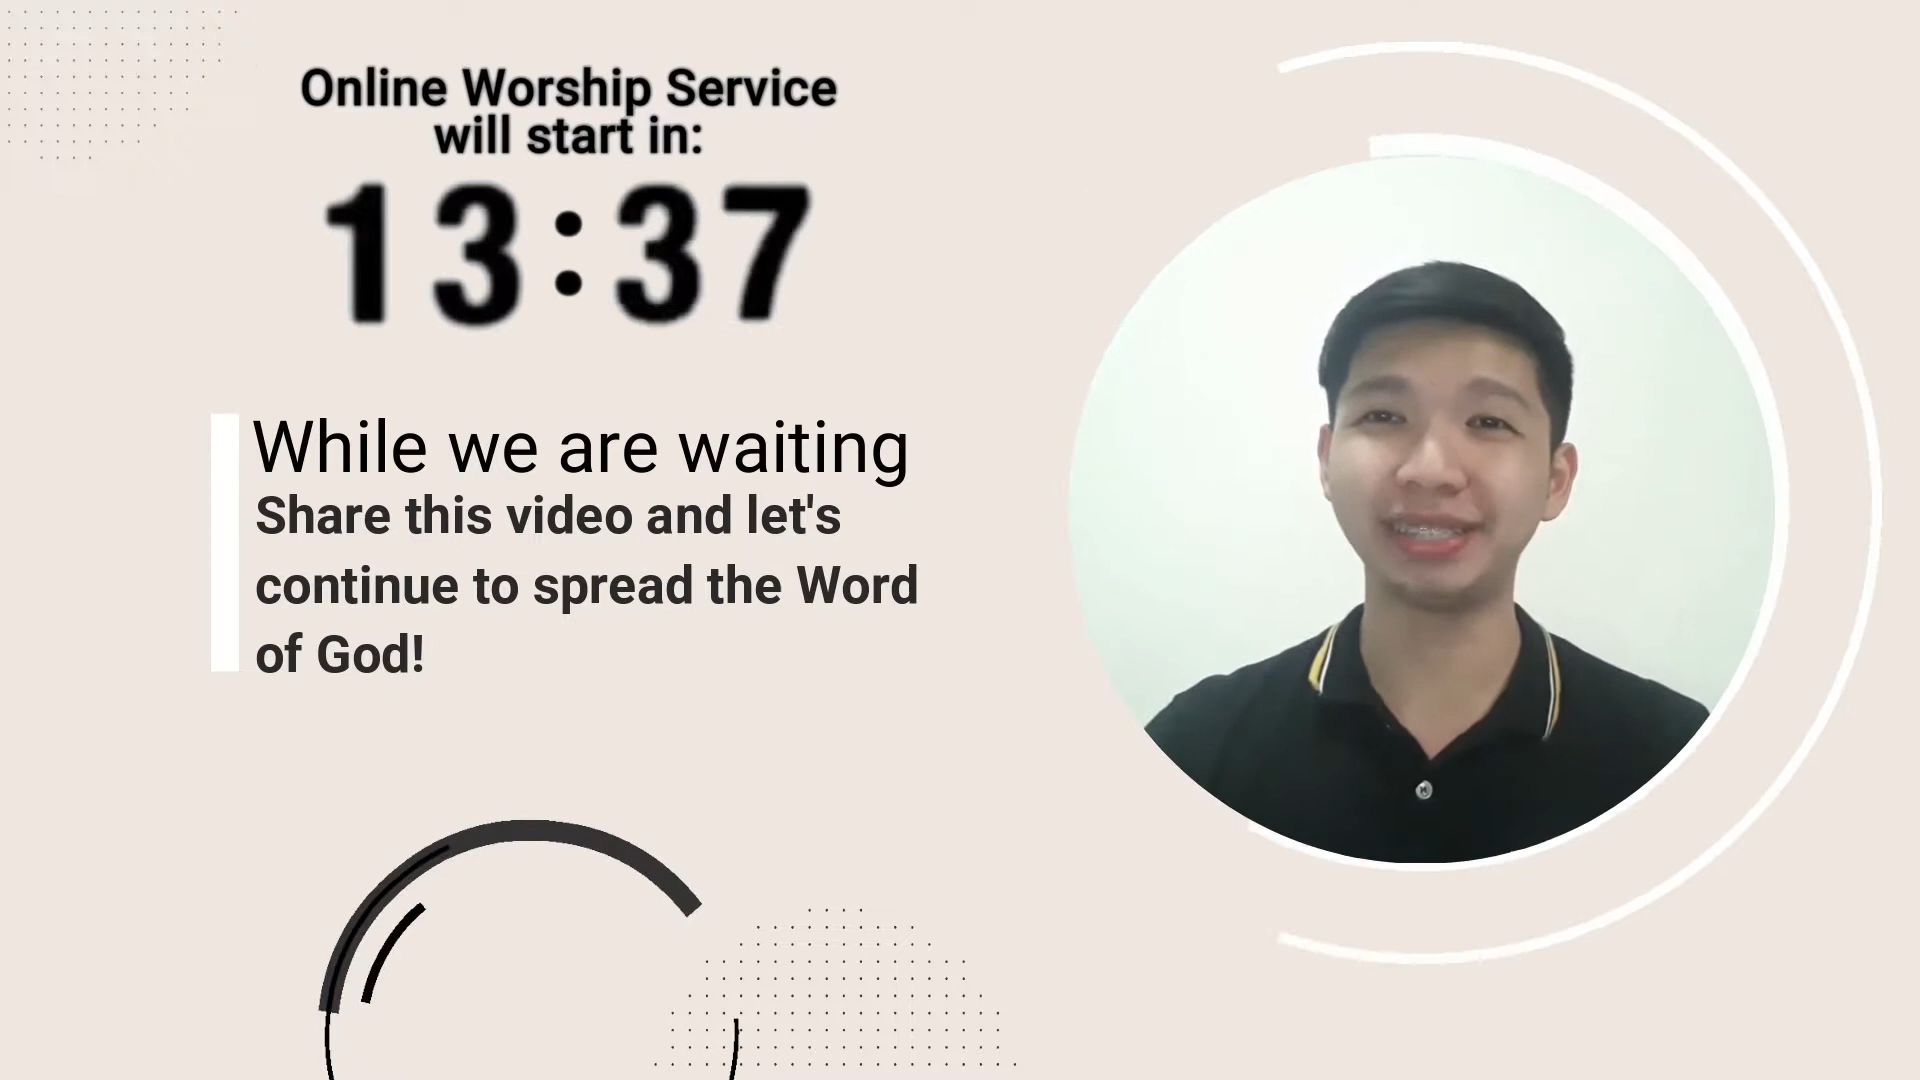 Online Worship Service
will start in:
13:37
While we are waiting
Share this video and let's
continue to spread the Word
of God!